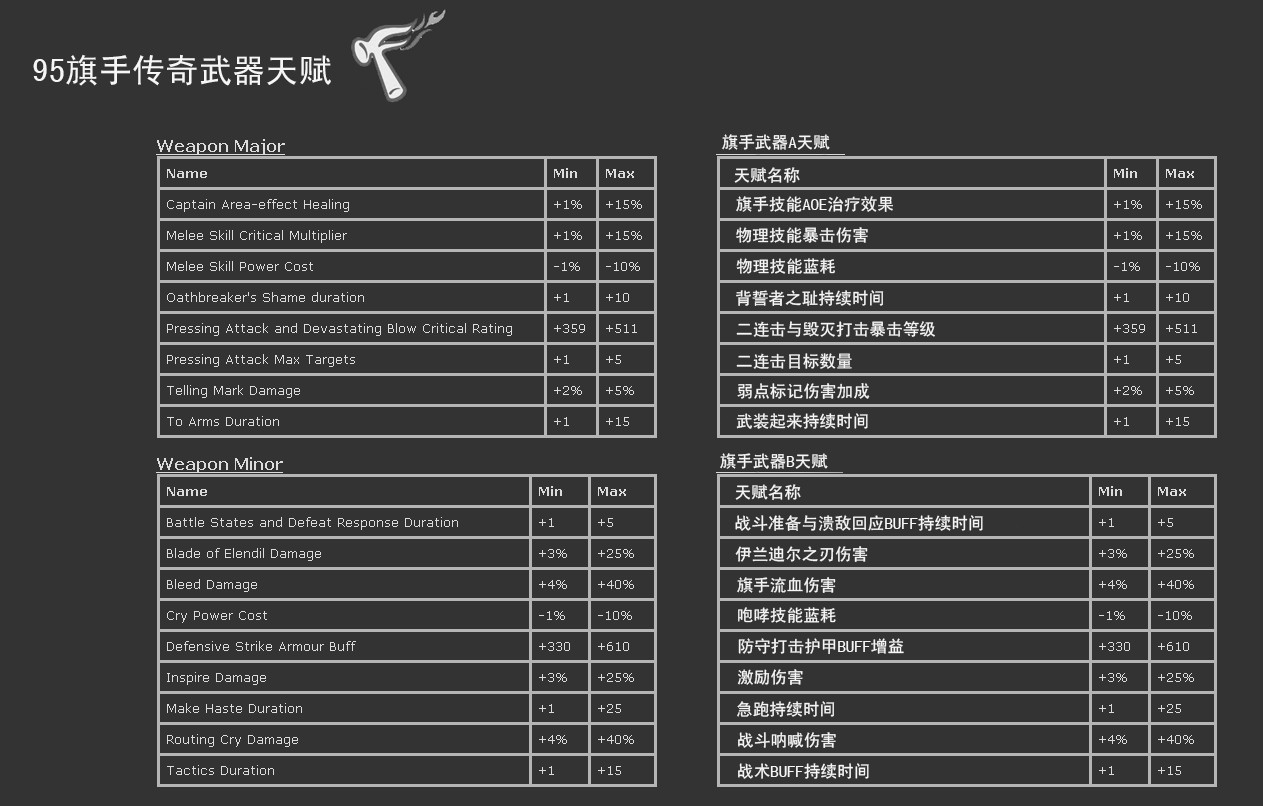 95旗手传奇武器天赋
Weapon Major
Name Min Max
Captain Area-effect Healing +1% +15%
Melee Skill Critical Multiplier +1% +15%
Melee Skill Power Cost -1% -10%
Oathbreaker's Shame duration +1 +10
Pressing Attack and Devastating Blow Critical Rating +359 +511
Pressing Attack Max Targets +1 +5
Telling Mark Damage +2% +5%
To Arms Duration +1 +15
旗手武器A天赋
天赋名称 Min Max
旗手技能AOE治疗效果 +1% +15%
物理技能暴击伤害 +1% +15%
物理技能蓝耗 -1% -10%
背誓者之耻持续时间 +1 +10
二连击与毁灭打击暴击等级 +359 +511
二连击目标数量 +1 +5
弱点标记伤害加成 +2% +5%
武装起来持续时间 +1 +15
Weapon Minor
Name Min Max
Battle States and Defeat Response Duration +1 +5
Blade of Elendil Damage +3% +25%
Bleed Damage +4% +40%
Cry Power Cost -1% -10%
Defensive Strike Armour Buff +330 +610
Inspire Damage +3% +25%
Make Haste Duration +1 +25
Routing Cry Damage +4% +40%
Tactics Duration +1 +15
旗手武器B天赋
天赋名称 Min Max
战斗准备与溃敌回应BUFF持续时间 +1 +5
伊兰迪尔之刃伤害 +3% +25%
旗手流血伤害 +4% +40%
咆哮技能蓝耗 -1% -10%
防守打击护甲BUFF增益 +330 +610
激励伤害 +3% +25%
急跑持续时间 +1 +25
战斗呐喊伤害 +4% +40%
战术BUFF持续时间 +1 +15